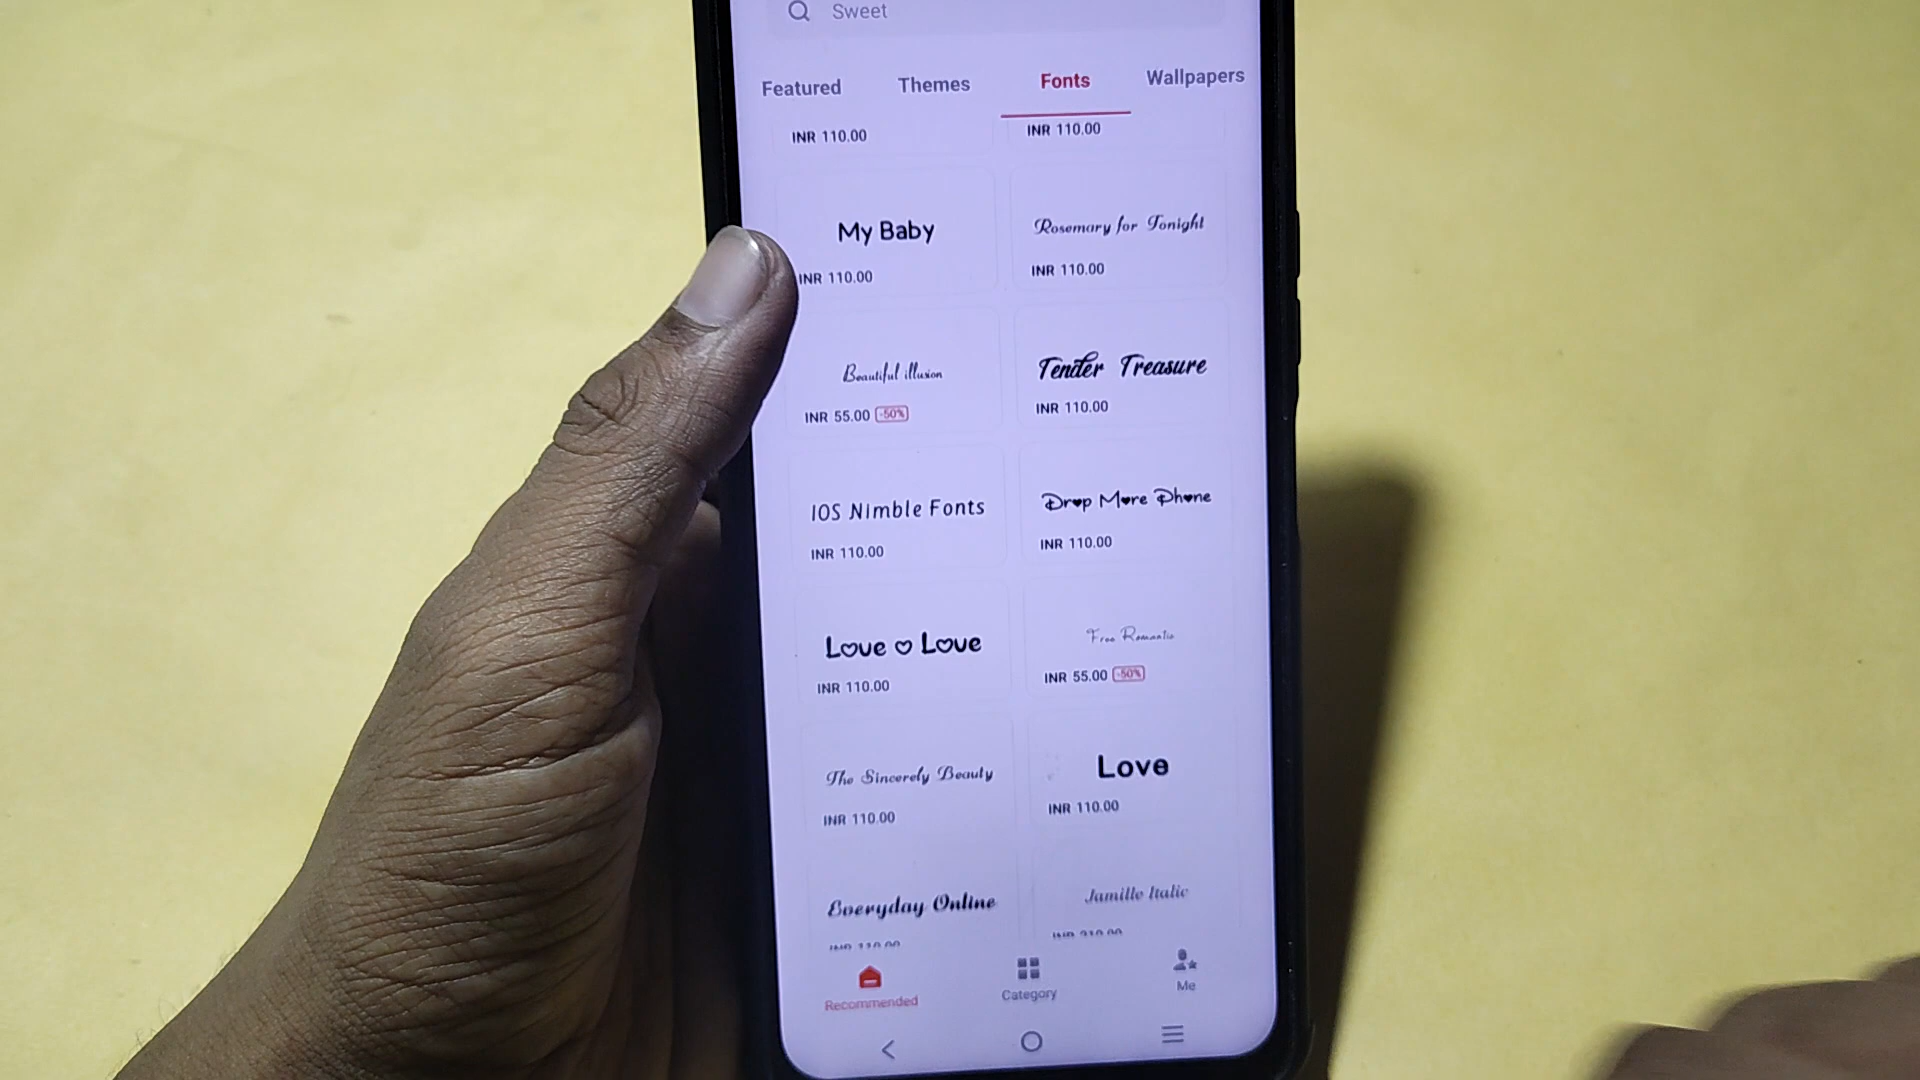 Sweet
Featured Themes Fonts Wallpapers
INR 110.00 INR 110.00
My Baby Rosemary for Tonight
INR 110.00 INR 110.00
Beautiful illusion Tender Treasure
INR 55.00 -50% INR 110.00
IOS Nimble Fonts Drop More Phone
INR 110.00 INR 110.00
Love Love Free Romantic
INR 110.00 INR 55.00 -50%
The Sincerely Beauty Love
INR 110.00 INR 110.00
Everyday Online Jamille Italic
Recommended Category Me